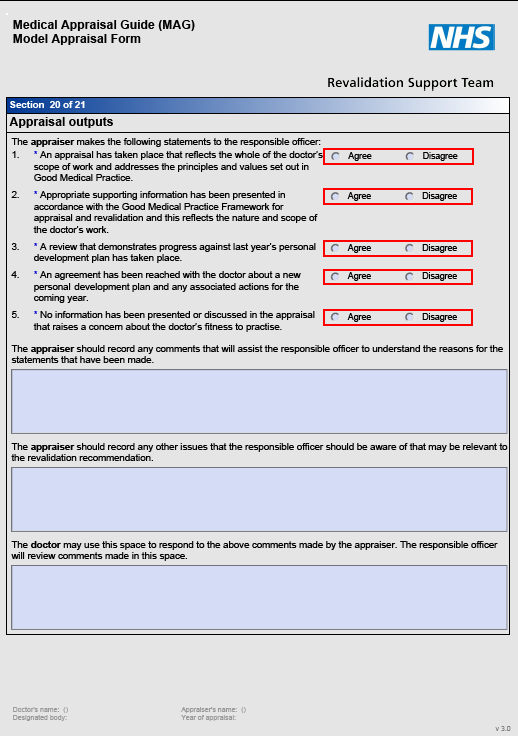 Medical Appraisal Guide (MAG)
Model Appraisal Form
NHS
Revalidation Support Team
Section 20 of 21
Appraisal outputs
The appraiser makes the following statements to the responsible officer:
1. * An appraisal has taken place that reflects the whole of the doctor's Agree Disagree
scope of work and addresses the principles and values set out in
Good Medical Practice.
2. * Appropriate supporting information has been presented in Agree Disagree
accordance with the Good Medical Practice Framework for
appraisal and revalidation and this reflects the nature and scope of
the doctor's work.
3. * A review that demonstrates progress against last year's personal Agree Disagree
development plan has taken place.
4. * An agreement has been reached with the doctor about a new Agree Disagree
personal development plan and any associated actions for the
coming year.
5. * No information has been presented or discussed in the appraisal Agree Disagree
that raises a concern about the doctor's fitness to practise.
The appraiser should record any comments that will assist the responsible officer to understand the reasons for the
statements that have been made.
The appraiser should record any other issues that the responsible officer should be aware of that may be relevant to
the revalidation recommendation.
The doctor may use this space to respond to the above comments made by the appraiser. The responsible officer
will review comments made in this space.
Doctor's name: () Appraiser's name: ()
Designated body: Year of appraisal:
v 3.0